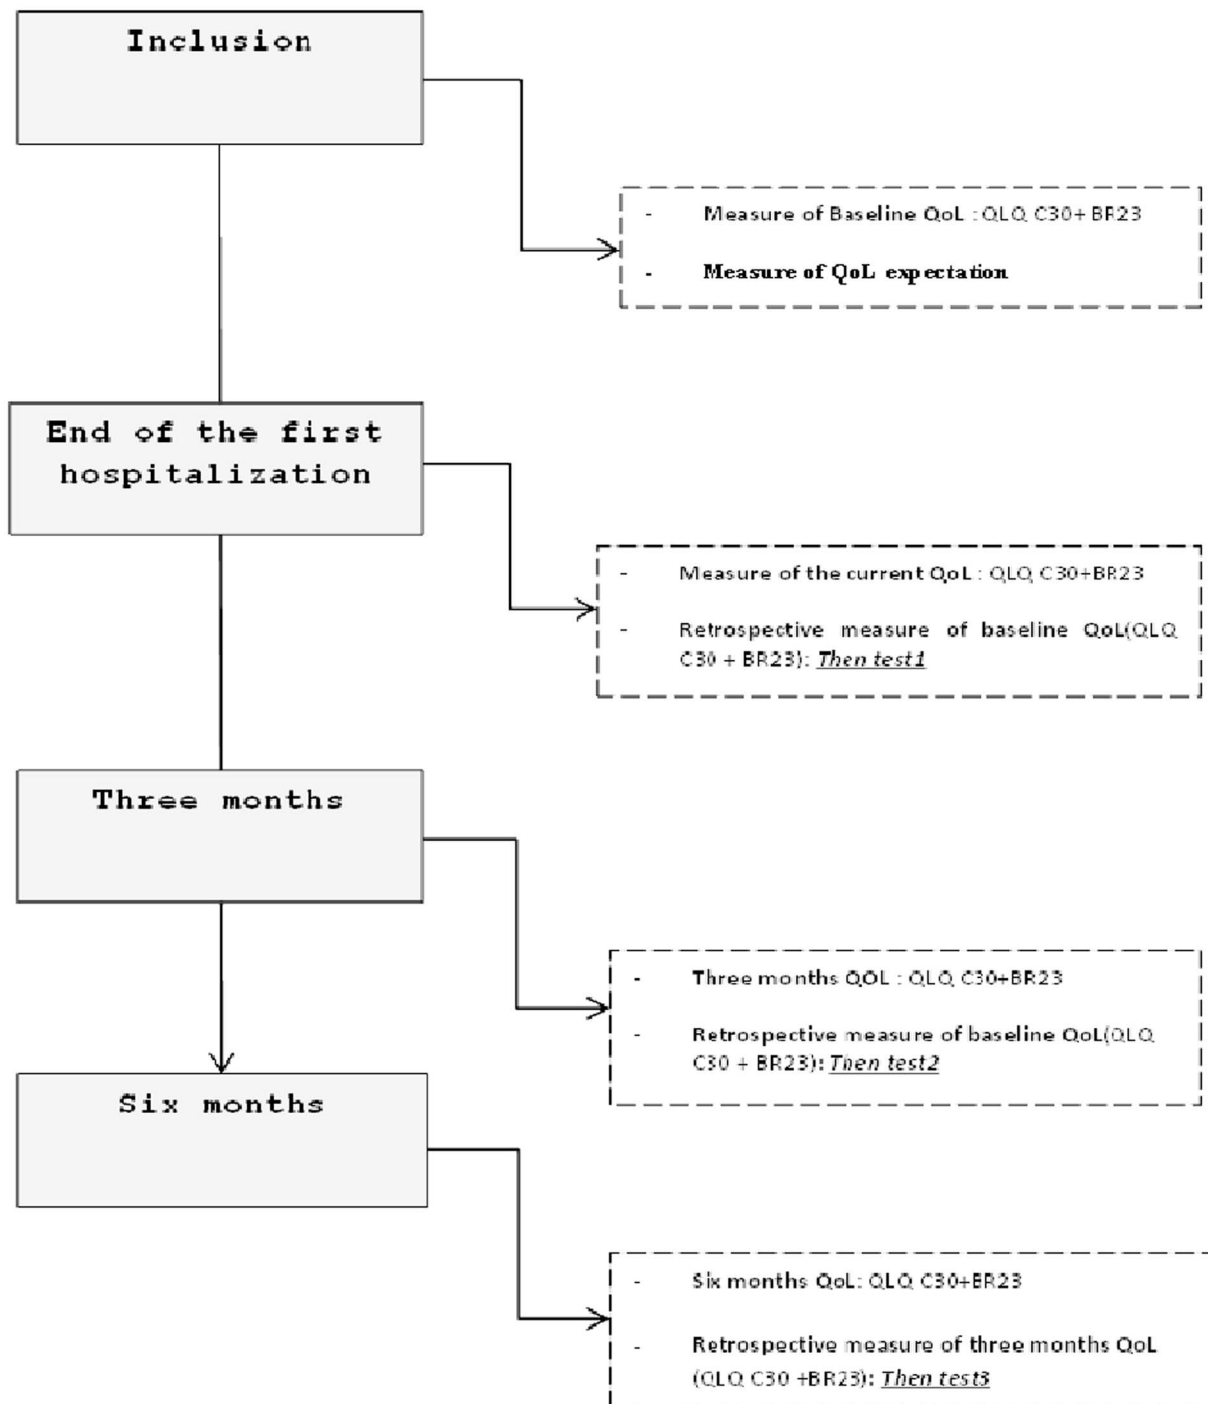 Inclusion
- Measure of Baseline QoL : QLQ C30+ BR23
- Measure of QoL expectation
End of the first
hospitalization
- Measure of the current QoL : QLQ C30+BR23
- Retrospective measure of baseline QoL(QLQ
C30 + BR23): Then test1
Three months
- Three months QOL : QLQ C30+BR23
- Retrospective measure of baseline QoL(QLQ
C30 + BR23): Then test2
Six months
- Six months QoL: QLQ C30+BR23
- Retrospective measure of three months QoL
(QLQ C30 +BR23): Then test3